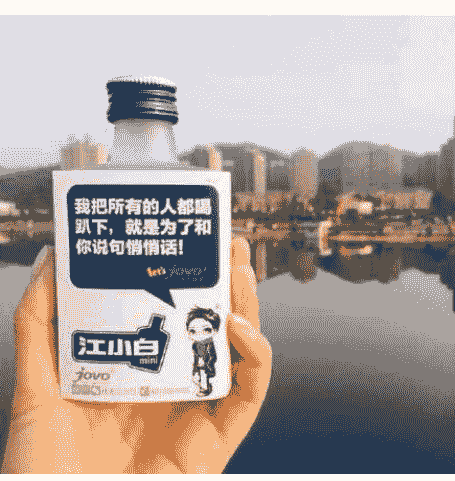 我把所有的人都喝
趴下，就是为了和
你说句悄悄话！
let's jovo!
江小白
mini
jovo